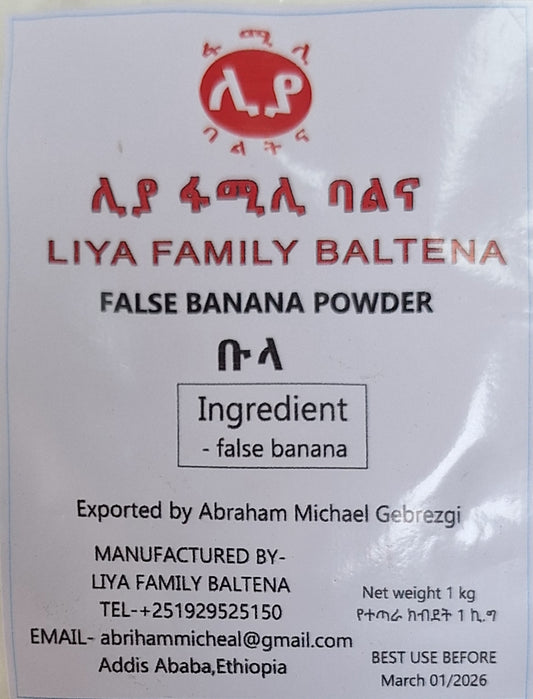 ፋ ሚ ሊ
ሊያ
ባ ል ት ና
ሊያ ፋሚሊ ባልና
LIYA FAMILY BALTENA
FALSE BANANA POWDER
ቡላ
Ingredient
- false banana
Exported by Abraham Michael Gebrezgi
MANUFACTURED BY-
LIYA FAMILY BALTENA
TEL-+251929525150
EMAIL- abrihammicheal@gmail.com
Addis Ababa,Ethiopia
Net weight 1 kg
የተጣራ ክብደት 1 ኪ.ግ
BEST USE BEFORE
March 01/2026